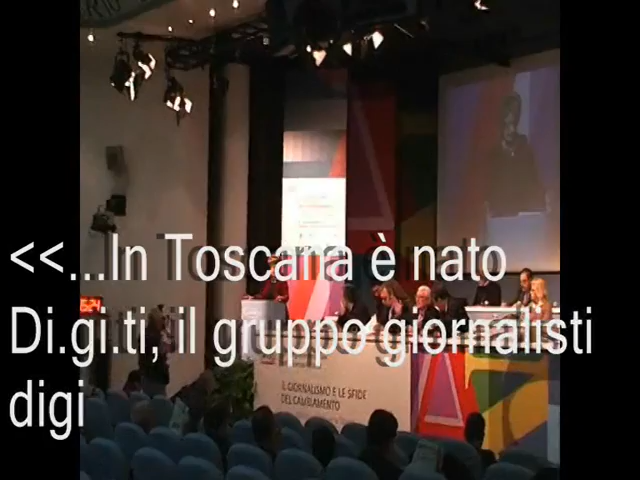 <<...In Toscana è nato
Di.gi.ti, il gruppo giornalisti
digi
IL GIORNALISMO E LE SFIDE
DEL CAMBIAMENTO